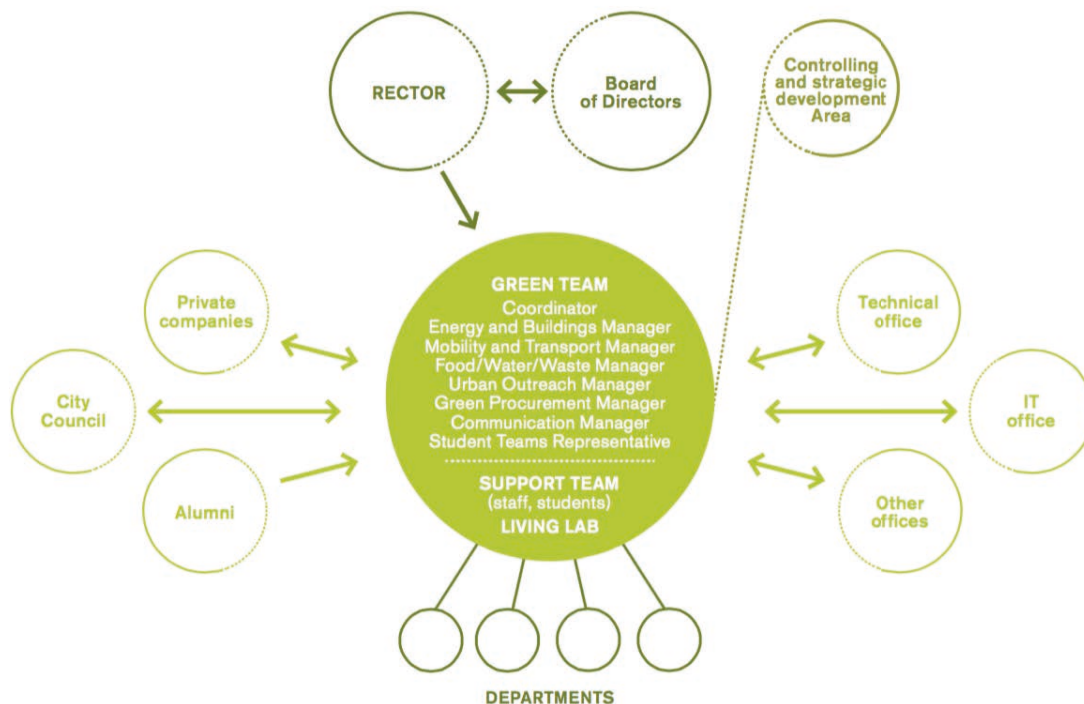 RECTOR
Board
of Directors
Controlling
and strategic
development
Area
Private
companies
City
Council
Alumni
GREEN TEAM
Coordinator
Energy and Buildings Manager
Mobility and Transport Manager
Food/Water/Waste Manager
Urban Outreach Manager
Green Procurement Manager
Communication Manager
Student Teams Representative
SUPPORT TEAM
(staff, students)
LIVING LAB
Technical
office
IT
office
Other
offices
DEPARTMENTS